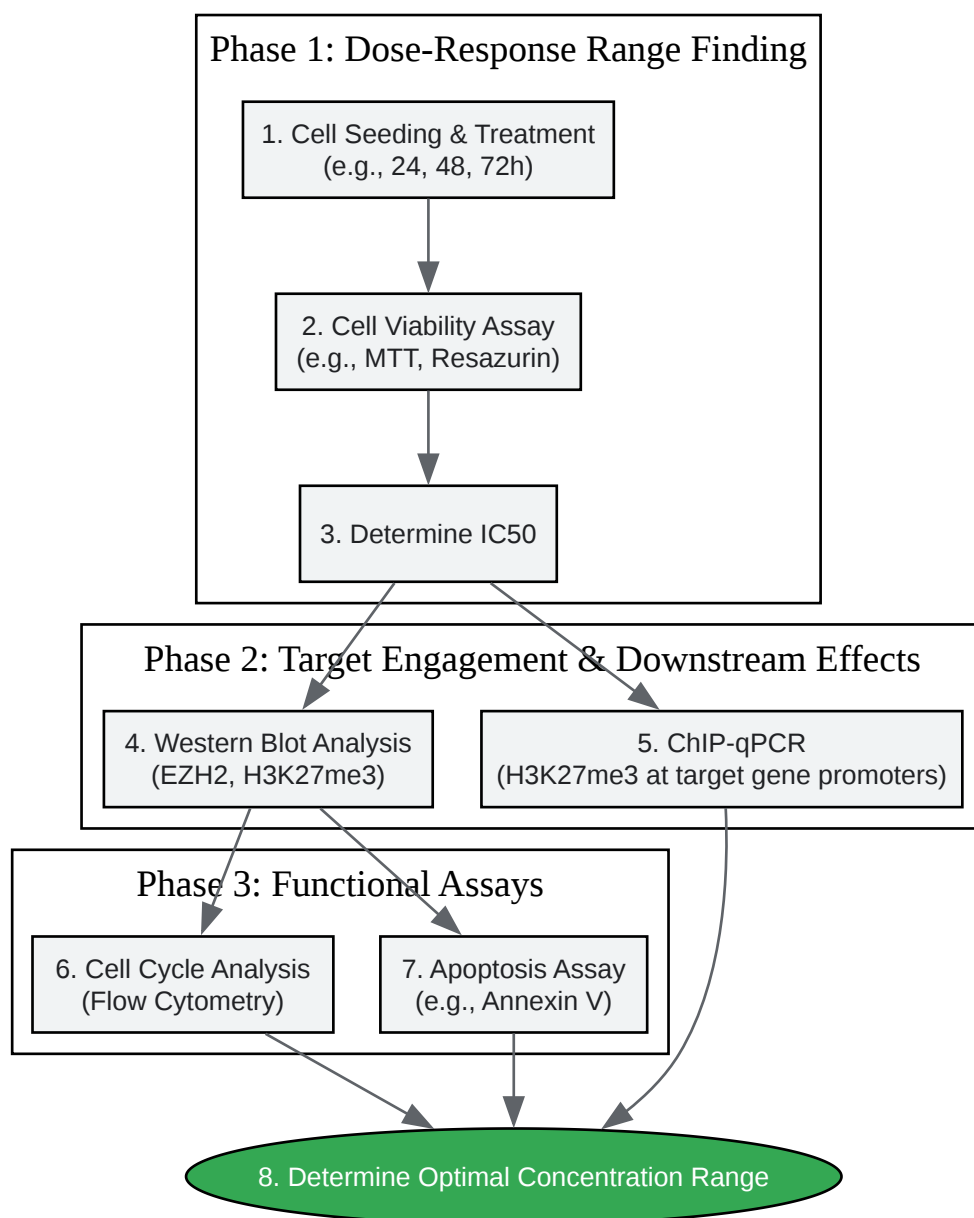 Phase 1: Dose-Response Range Finding
1. Cell Seeding & Treatment
(e.g., 24, 48, 72h)
2. Cell Viability Assay
(e.g., MTT, Resazurin)
3. Determine IC50
Phase 2: Target Engagement & Downstream Effects
4. Western Blot Analysis
(EZH2, H3K27me3)
5. ChIP-qPCR
(H3K27me3 at target gene promoters)
Phase 3: Functional Assays
6. Cell Cycle Analysis
(Flow Cytometry)
7. Apoptosis Assay
(e.g., Annexin V)
8. Determine Optimal Concentration Range